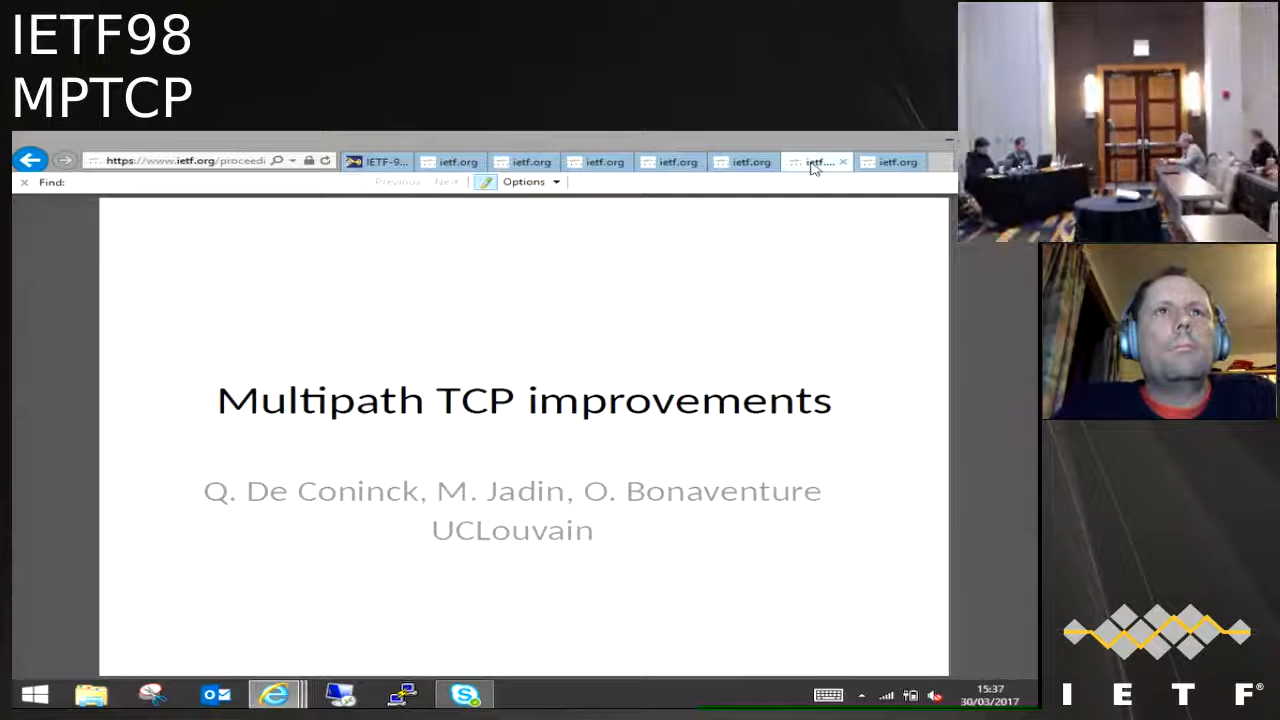 IETF98
MPTCP
https://www.ietf.org/proceedi
IETF-9...
ietf.org
ietf.org
ietf.org
ietf.org
ietf.org
ietf....
ietf.org
Find:
Previous
Next
Options
Multipath TCP improvements
Q. De Coninck, M. Jadin, O. Bonaventure
UCLouvain
15:37
30/03/2017
I E T F®